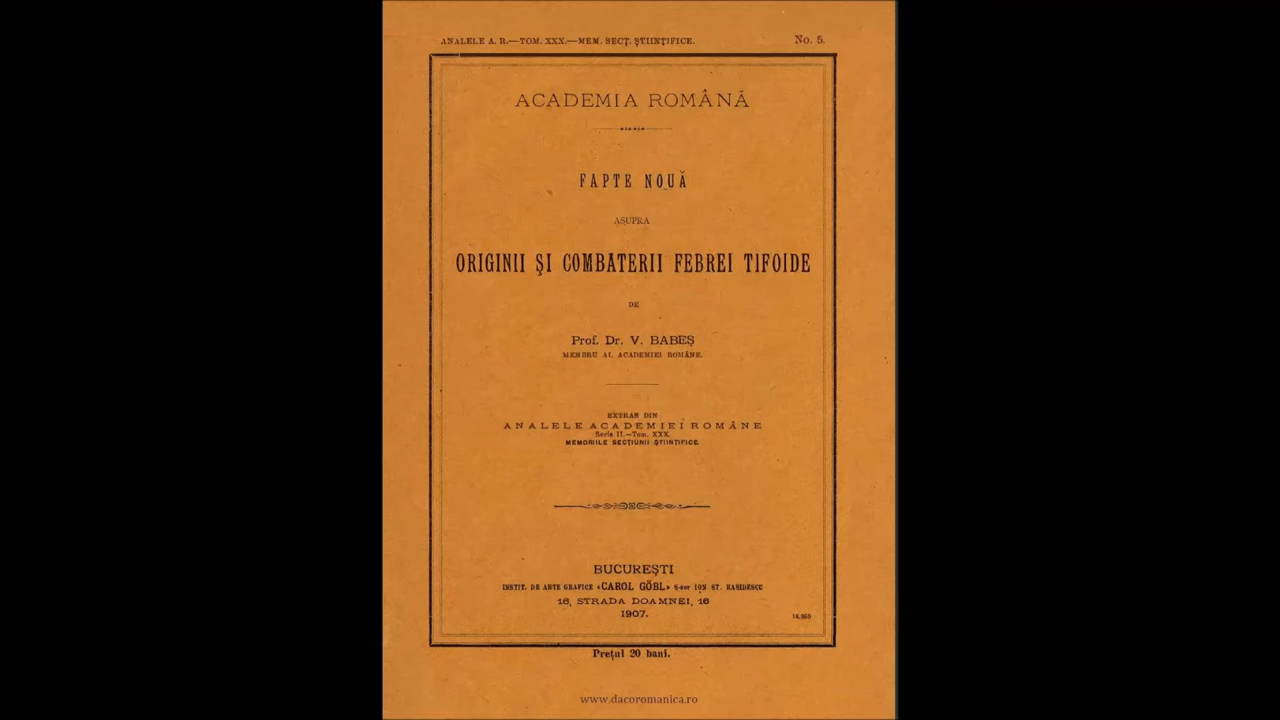 ANALELE A. R.—TOM. XXX.—MEM. SECȚ. ȘTIINȚIFICE. No. 5.
ACADEMIA ROMÂNĂ
FAPTE NOUĂ
ASUPRA
ORIGINII ȘI COMBATERII FEBREI TIFOIDE
DE
Prof. Dr. V. BABEȘ
MEMBRU AL ACADEMIEI ROMÂNE.
EXTRAS DIN
ANALELE ACADEMIEI ROMÂNE
Seria II.—Tom. XXX.
MEMORIILE SECȚIUNII ȘTIINȚIFICE.
BUCUREȘTI
INSTIT. DE ARTE GRAFICE «CAROL GÖBL» S-sor ION ST. RASIDESCU
16, STRADA DOAMNEI, 16
1907.
18.960
Prețul 20 bani.
www.dacoromanica.ro